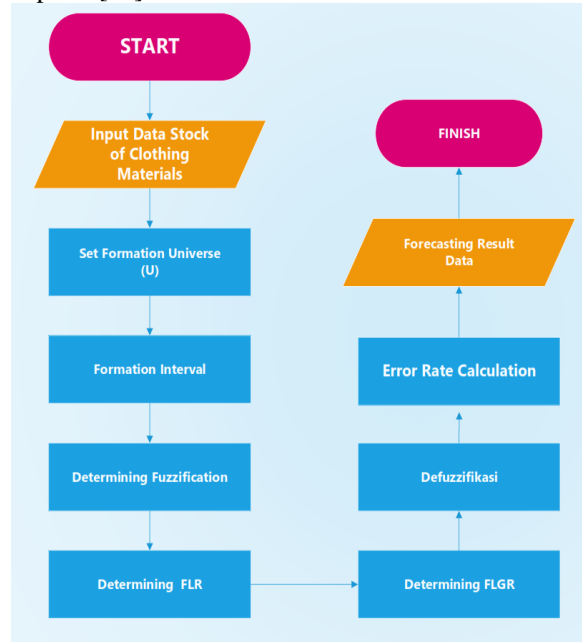 START
Input Data Stock
of Clothing
Materials
Set Formation Universe
(U)
Formation Interval
Determining Fuzzification
Determining FLR
Determining FLGR
Defuzzifikasi
Error Rate Calculation
Forecasting Result
Data
FINISH